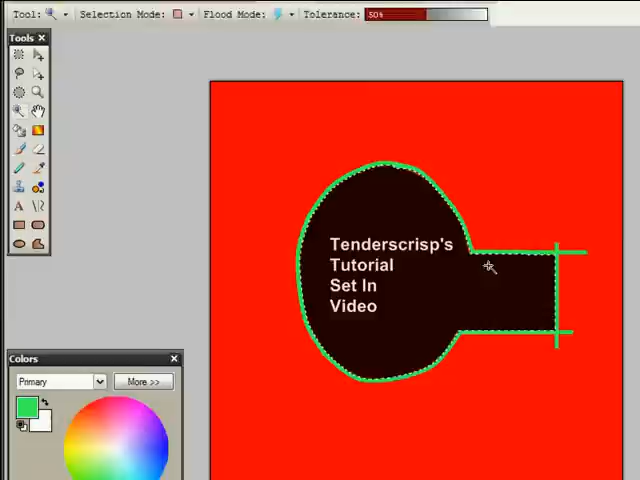 Tool: Selection Mode: Flood Mode: Tolerance: 50%
Tools
Tenderscrisp's
Tutorial
Set In
Video
Colors
Primary More >>